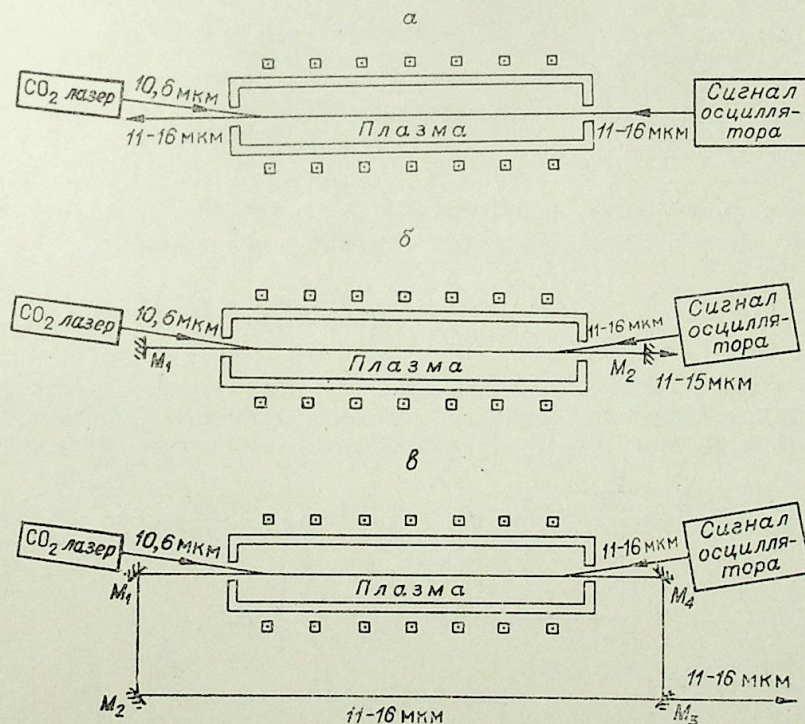 а
CO₂ лазер
10,6 мкм
11–16 мкм
Плазма
11–16 мкм
Сигнал
осцилля-
тора
б
CO₂ лазер
10,6 мкм
M₁
Плазма
11–16 мкм
M₂
Сигнал
осцилля-
тора
11–15 мкм
в
CO₂ лазер
10,6 мкм
M₁
Плазма
11–16 мкм
Сигнал
осцилля-
тора
M₄
M₂
11–16 мкм
M₃
11–16 мкм